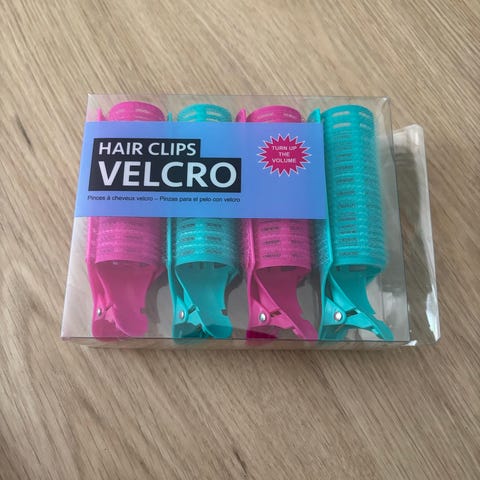 HAIR CLIPS
VELCRO
Pinces à cheveux velcro – Pinzas para el pelo con velcro
TURN UP
THE
VOLUME